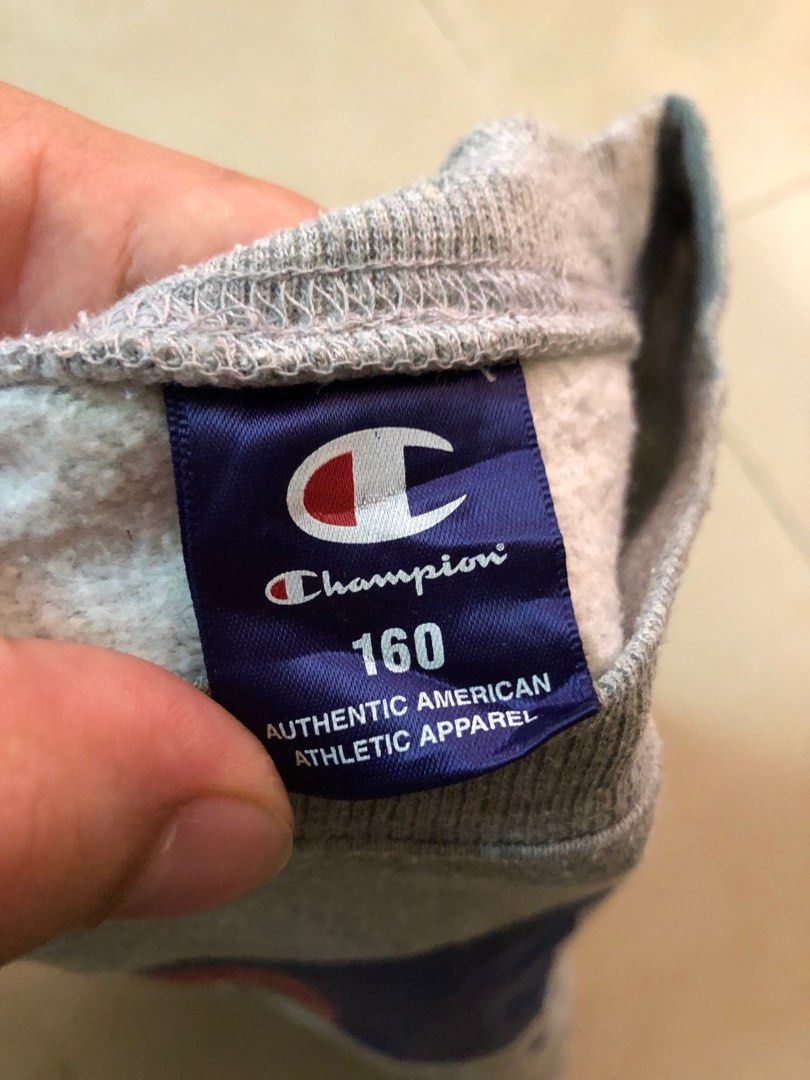 Champion®
160
AUTHENTIC AMERICAN
ATHLETIC APPAREL